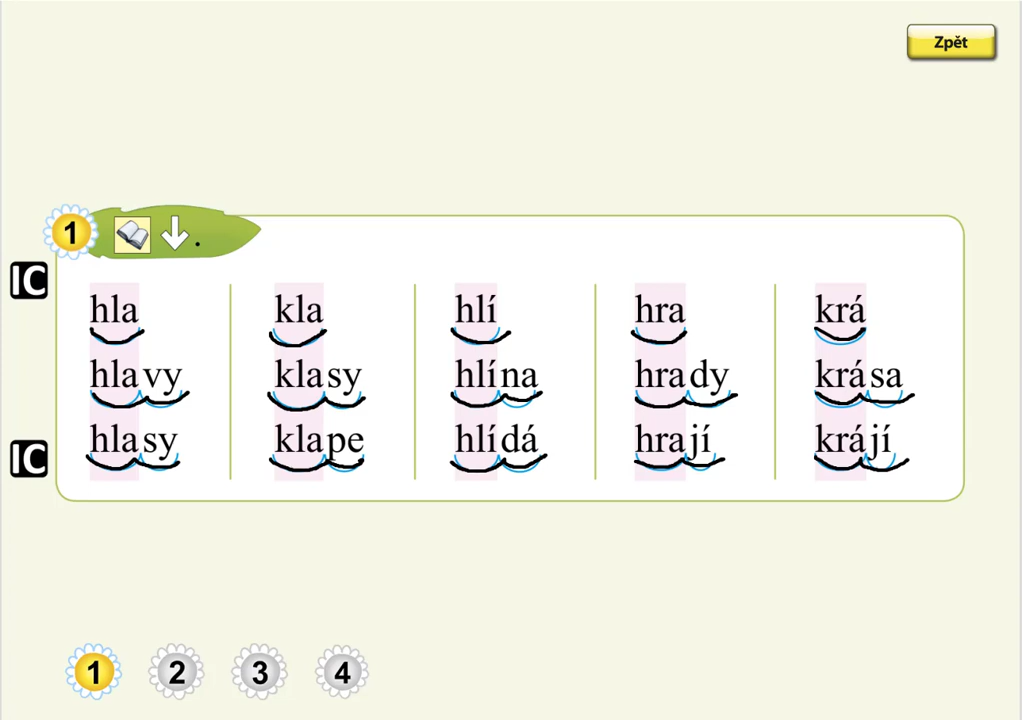 Zpět
1 .
IC
hla kla hlí hra krá
hlavy klasy hlína hrady krása
hlasy klape hlídá hrají krájí
IC
1 2 3 4